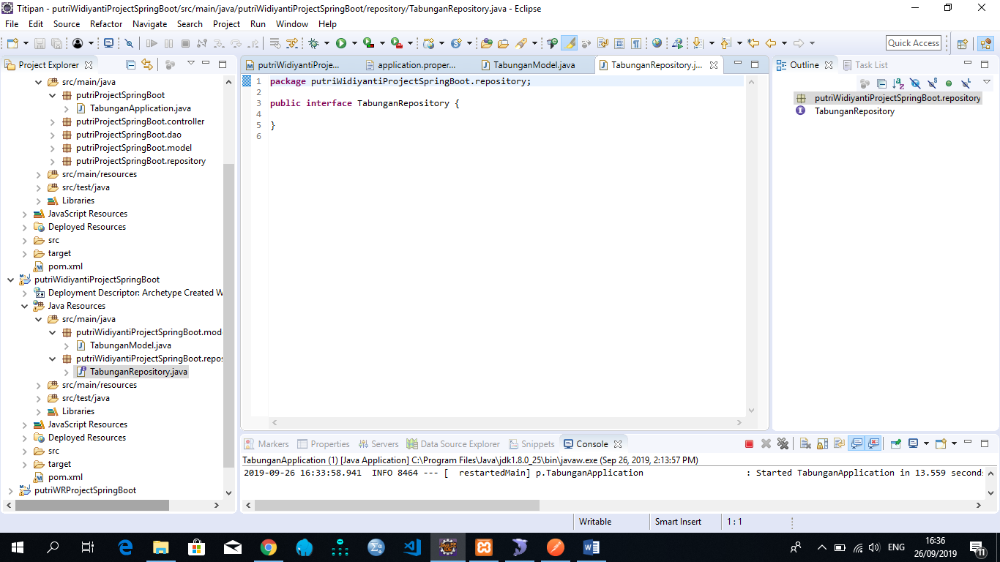 Titipan - putriWidiyantiProjectSpringBoot/src/main/java/putriWidiyantiProjectSpringBoot/repository/TabunganRepository.java - Eclipse
File Edit Source Refactor Navigate Search Project Run Window Help
Quick Access
Project Explorer
src/main/java
putriProjectSpringBoot
TabunganApplication.java
putriProjectSpringBoot.controller
putriProjectSpringBoot.dao
putriProjectSpringBoot.model
putriProjectSpringBoot.repository
src/main/resources
src/test/java
Libraries
JavaScript Resources
Deployed Resources
src
target
pom.xml
putriWidiyantiProjectSpringBoot
Deployment Descriptor: Archetype Created W
Java Resources
src/main/java
putriWidiyantiProjectSpringBoot.mod
TabunganModel.java
putriWidiyantiProjectSpringBoot.repos
TabunganRepository.java
src/main/resources
src/test/java
Libraries
JavaScript Resources
Deployed Resources
src
target
pom.xml
putriWRProjectSpringBoot
putriWidiyantiProje... application.proper... TabunganModel.java TabunganRepository.j...
1 package putriWidiyantiProjectSpringBoot.repository;
2
3 public interface TabunganRepository {
4
5 }
6
Outline Task List
putriWidiyantiProjectSpringBoot.repository
TabunganRepository
Markers Properties Servers Data Source Explorer Snippets Console
TabunganApplication (1) [Java Application] C:\Program Files\Java\jdk1.8.0_25\bin\javaw.exe (Sep 26, 2019, 2:13:57 PM)
2019-09-26 16:33:58.941 INFO 8464 --- [ restartedMain] p.TabunganApplication : Started TabunganApplication in 13.559 second
Writable Smart Insert 1 : 1
ENG
16:36
26/09/2019
11